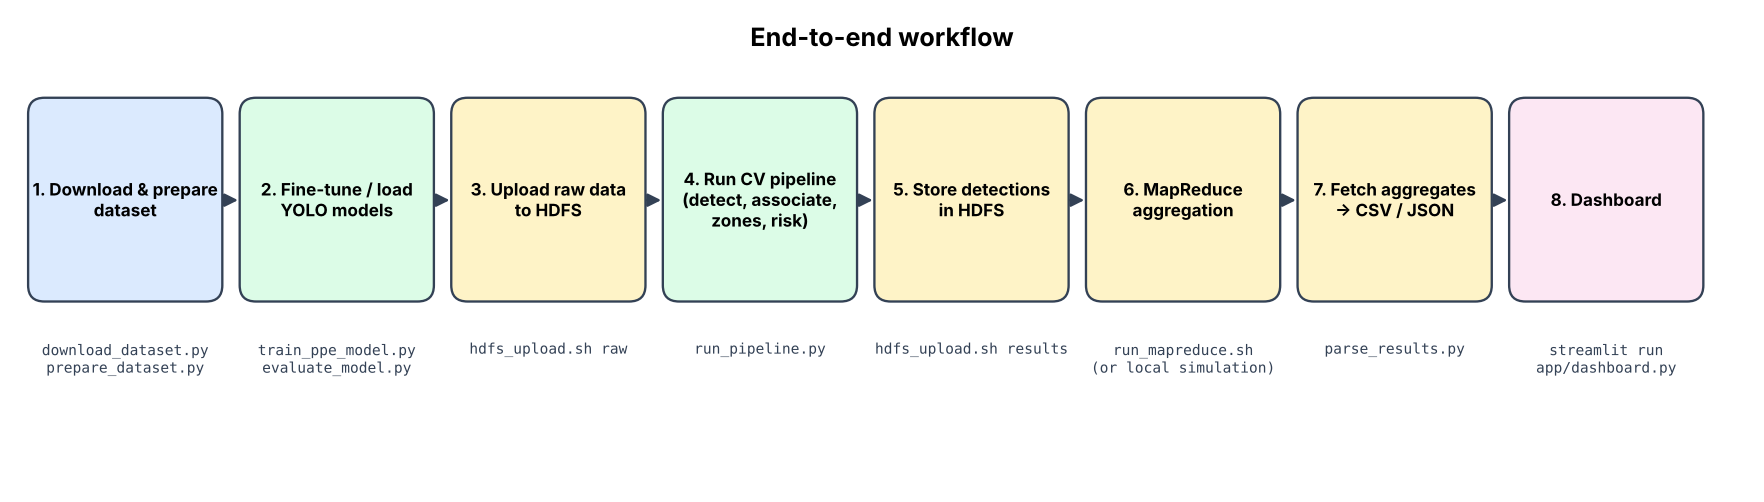 End-to-end workflow
1. Download & prepare
dataset
2. Fine-tune / load
YOLO models
3. Upload raw data
to HDFS
4. Run CV pipeline
(detect, associate,
zones, risk)
5. Store detections
in HDFS
6. MapReduce
aggregation
7. Fetch aggregates
→ CSV / JSON
8. Dashboard
download_dataset.py
prepare_dataset.py
train_ppe_model.py
evaluate_model.py
hdfs_upload.sh raw
run_pipeline.py
hdfs_upload.sh results
run_mapreduce.sh
(or local simulation)
parse_results.py
streamlit run
app/dashboard.py